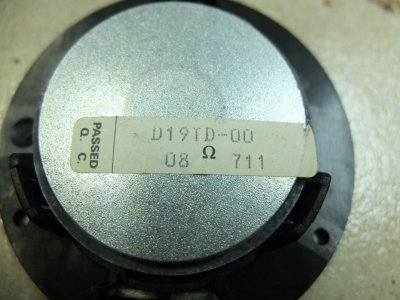 PASSED
Q. C.
D19TD-00
08 Ω 711